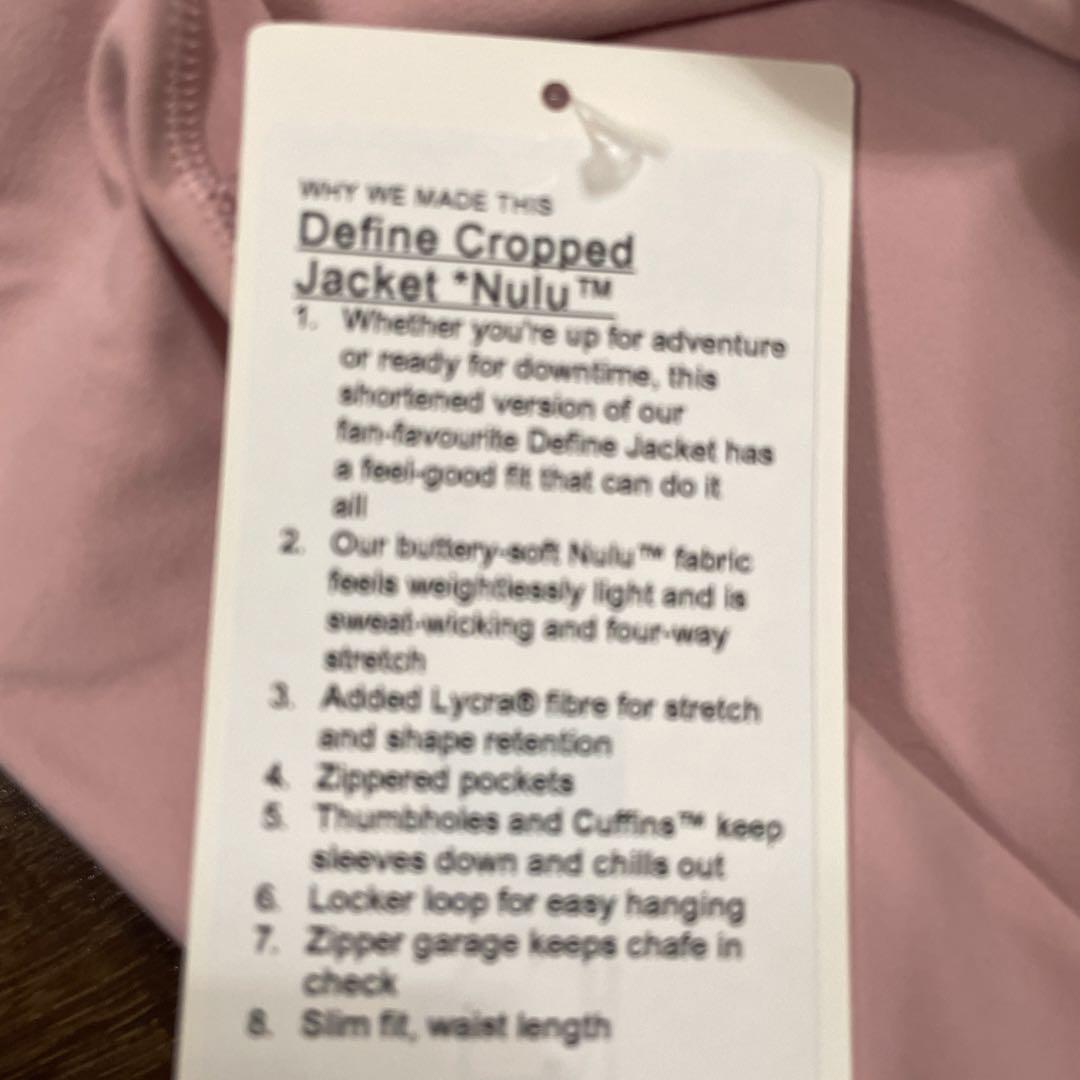 WHY WE MADE THIS
Define Cropped
Jacket *Nulu™
1. Whether you're up for adventure
or ready for downtime, this
shortened version of our
fan-favourite Define Jacket has
a feel-good fit that can do it
all
2. Our buttery-soft Nulu™ fabric
feels weightlessly light and is
sweat-wicking and four-way
stretch
3. Added Lycra® fibre for stretch
and shape retention
4. Zippered pockets
5. Thumbholes and Cuffins™ keep
sleeves down and chills out
6. Locker loop for easy hanging
7. Zipper garage keeps chafe in
check
8. Slim fit, waist length